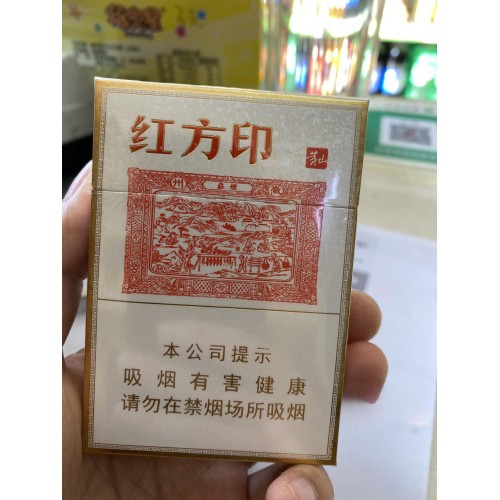 红方印
黄山
本公司提示
吸烟有害健康
请勿在禁烟场所吸烟